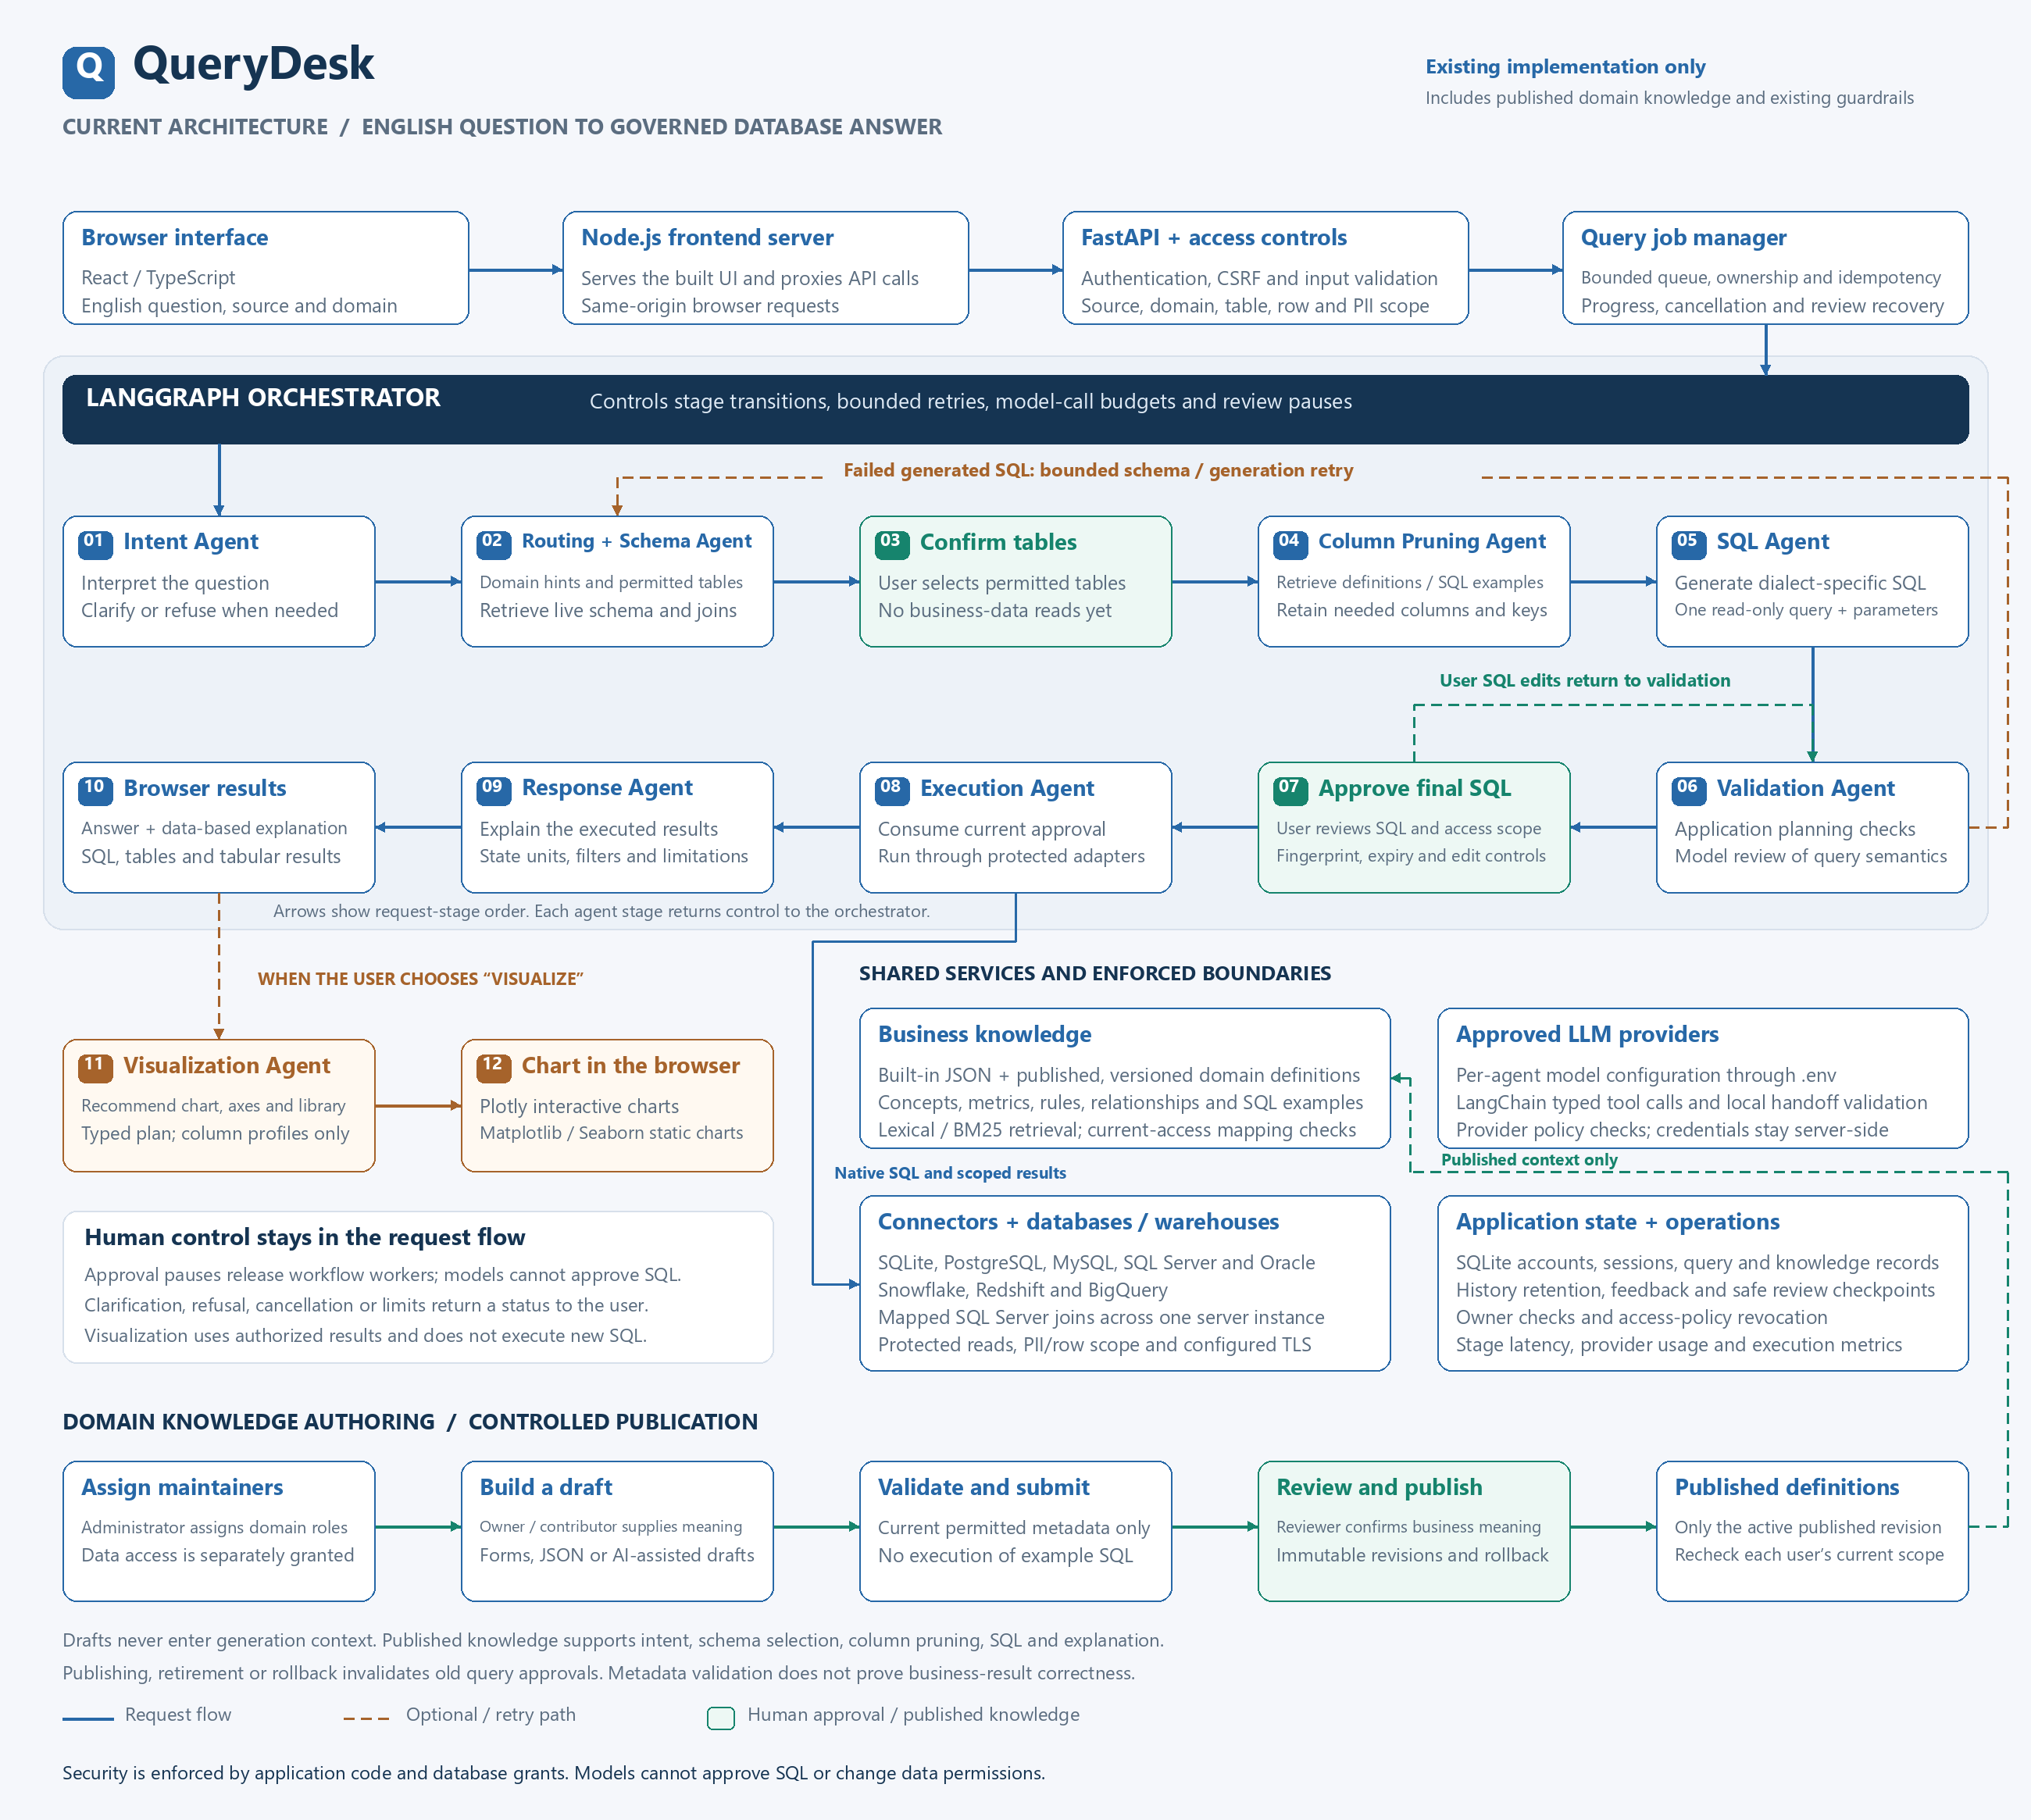 Q QueryDesk
CURRENT ARCHITECTURE / ENGLISH QUESTION TO GOVERNED DATABASE ANSWER
Existing implementation only
Includes published domain knowledge and existing guardrails
Browser interface
React / TypeScript
English question, source and domain
Node.js frontend server
Serves the built UI and proxies API calls
Same-origin browser requests
FastAPI + access controls
Authentication, CSRF and input validation
Source, domain, table, row and PII scope
Query job manager
Bounded queue, ownership and idempotency
Progress, cancellation and review recovery
LANGGRAPH ORCHESTRATOR
Controls stage transitions, bounded retries, model-call budgets and review pauses
Failed generated SQL: bounded schema / generation retry
01 Intent Agent
Interpret the question
Clarify or refuse when needed
02 Routing + Schema Agent
Domain hints and permitted tables
Retrieve live schema and joins
03 Confirm tables
User selects permitted tables
No business-data reads yet
04 Column Pruning Agent
Retrieve definitions / SQL examples
Retain needed columns and keys
05 SQL Agent
Generate dialect-specific SQL
One read-only query + parameters
User SQL edits return to validation
10 Browser results
Answer + data-based explanation
SQL, tables and tabular results
09 Response Agent
Explain the executed results
State units, filters and limitations
08 Execution Agent
Consume current approval
Run through protected adapters
07 Approve final SQL
User reviews SQL and access scope
Fingerprint, expiry and edit controls
06 Validation Agent
Application planning checks
Model review of query semantics
Arrows show request-stage order. Each agent stage returns control to the orchestrator.
WHEN THE USER CHOOSES “VISUALIZE”
11 Visualization Agent
Recommend chart, axes and library
Typed plan; column profiles only
12 Chart in the browser
Plotly interactive charts
Matplotlib / Seaborn static charts
Human control stays in the request flow
Approval pauses release workflow workers; models cannot approve SQL.
Clarification, refusal, cancellation or limits return a status to the user.
Visualization uses authorized results and does not execute new SQL.
SHARED SERVICES AND ENFORCED BOUNDARIES
Business knowledge
Built-in JSON + published, versioned domain definitions
Concepts, metrics, rules, relationships and SQL examples
Lexical / BM25 retrieval; current-access mapping checks
Approved LLM providers
Per-agent model configuration through .env
LangChain typed tool calls and local handoff validation
Provider policy checks; credentials stay server-side
Published context only
Native SQL and scoped results
Connectors + databases / warehouses
SQLite, PostgreSQL, MySQL, SQL Server and Oracle
Snowflake, Redshift and BigQuery
Mapped SQL Server joins across one server instance
Protected reads, PII/row scope and configured TLS
Application state + operations
SQLite accounts, sessions, query and knowledge records
History retention, feedback and safe review checkpoints
Owner checks and access-policy revocation
Stage latency, provider usage and execution metrics
DOMAIN KNOWLEDGE AUTHORING / CONTROLLED PUBLICATION
Assign maintainers
Administrator assigns domain roles
Data access is separately granted
Build a draft
Owner / contributor supplies meaning
Forms, JSON or AI-assisted drafts
Validate and submit
Current permitted metadata only
No execution of example SQL
Review and publish
Reviewer confirms business meaning
Immutable revisions and rollback
Published definitions
Only the active published revision
Recheck each user’s current scope
Drafts never enter generation context. Published knowledge supports intent, schema selection, column pruning, SQL and explanation.
Publishing, retirement or rollback invalidates old query approvals. Metadata validation does not prove business-result correctness.
Request flow
Optional / retry path
Human approval / published knowledge
Security is enforced by application code and database grants. Models cannot approve SQL or change data permissions.